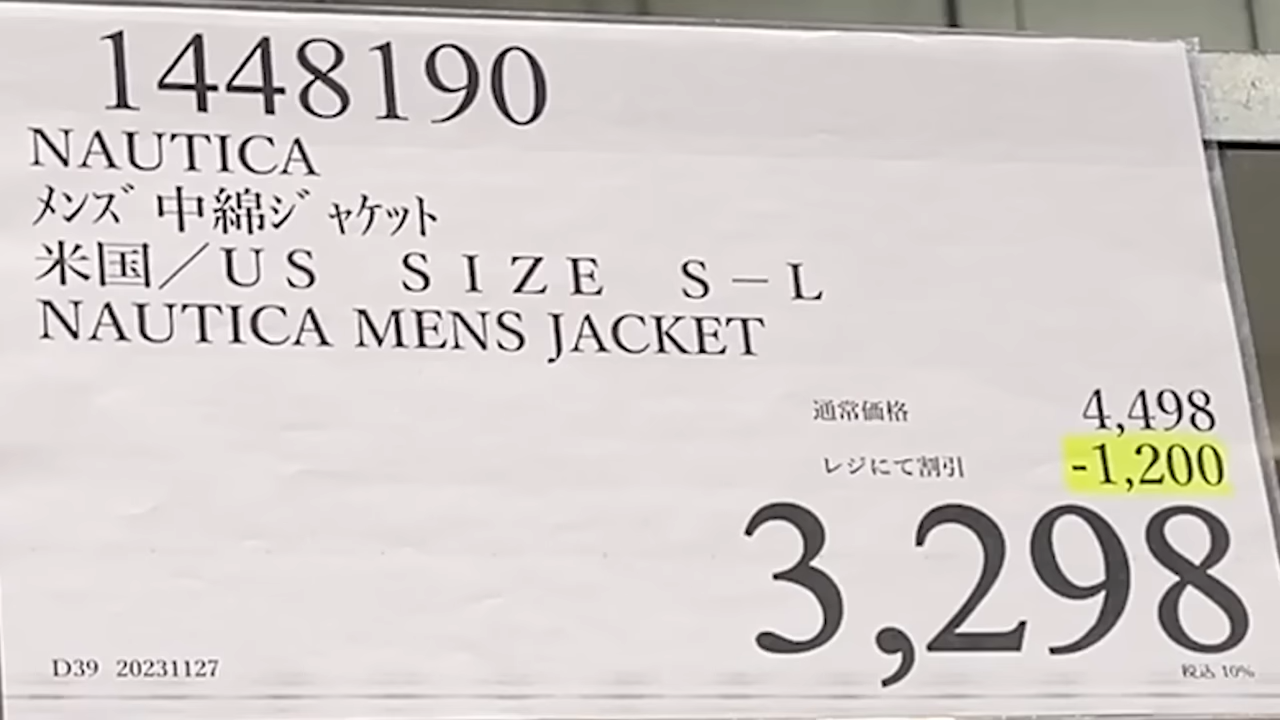 1448190
NAUTICA
ﾒﾝｽﾞ 中綿ｼﾞｬｹｯﾄ
米国／ＵＳ　ＳＩＺＥ　Ｓ－Ｌ
NAUTICA MENS JACKET
通常価格 4,498
レジにて割引 -1,200
3,298
税込 10%
D39 20231127